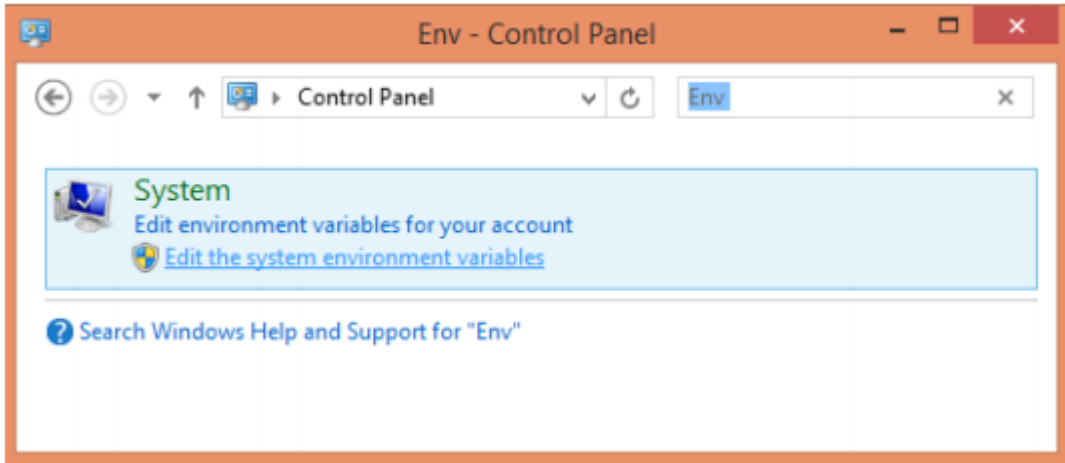 Env - Control Panel
Control Panel
Env
System
Edit environment variables for your account
Edit the system environment variables
Search Windows Help and Support for "Env"